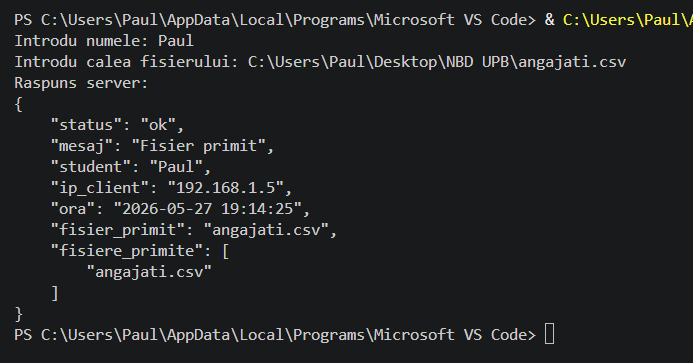 PS C:\Users\Paul\AppData\Local\Programs\Microsoft VS Code> & C:\Users\Paul\
Introdu numele: Paul
Introdu calea fisierului: C:\Users\Paul\Desktop\NBD UPB\angajati.csv
Raspuns server:
{
    "status": "ok",
    "mesaj": "Fisier primit",
    "student": "Paul",
    "ip_client": "192.168.1.5",
    "ora": "2026-05-27 19:14:25",
    "fisier_primit": "angajati.csv",
    "fisiere_primite": [
        "angajati.csv"
    ]
}
PS C:\Users\Paul\AppData\Local\Programs\Microsoft VS Code>